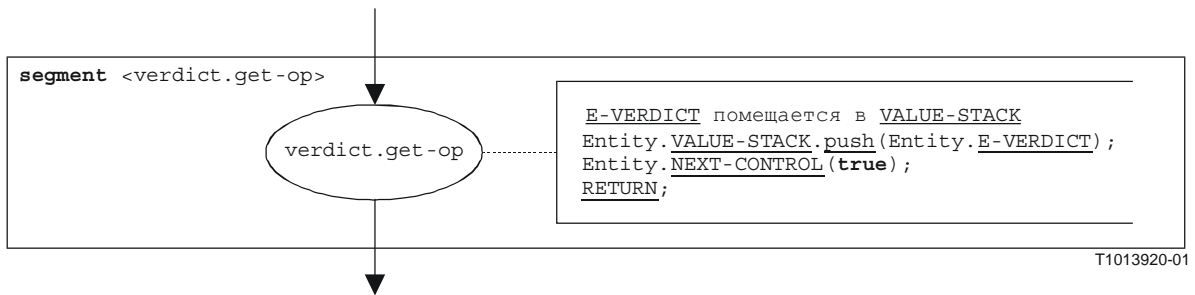 segment <verdict.get-op>
verdict.get-op
E-VERDICT помещается в VALUE-STACK
Entity.VALUE-STACK.push(Entity.E-VERDICT);
Entity.NEXT-CONTROL(true);
RETURN;
T1013920-01